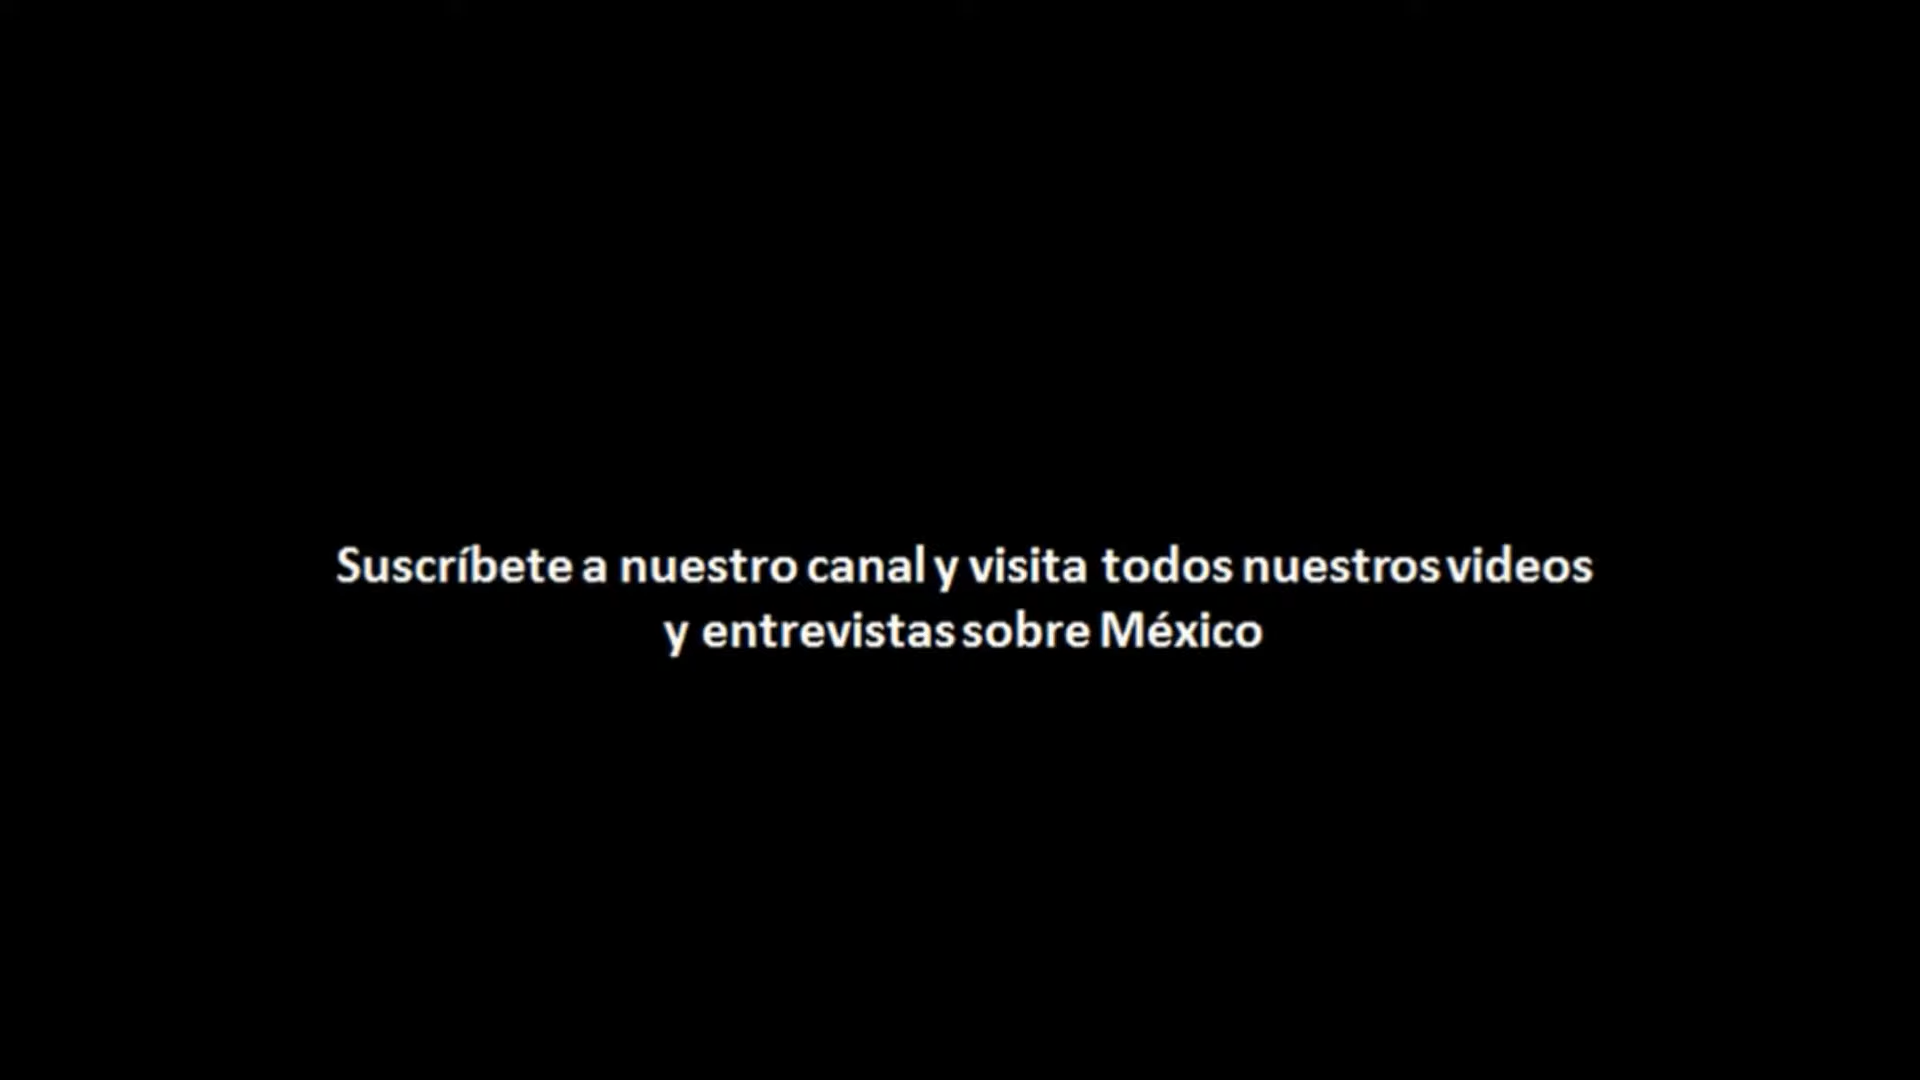 Suscríbete a nuestro canal y visita todos nuestros videos
y entrevistas sobre México